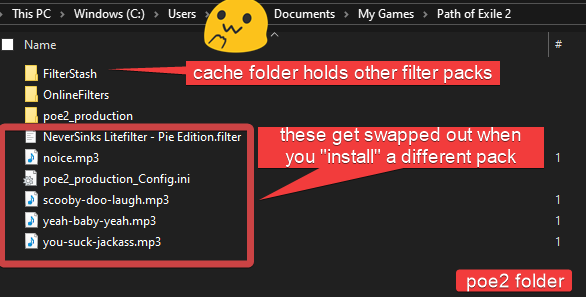 This PC > Windows (C:) > Users > Documents > My Games > Path of Exile 2
Name #
FilterStash
cache folder holds other filter packs
OnlineFilters
poe2_production
NeverSinks Litefilter - Pie Edition.filter
these get swapped out when
you "install" a different pack
noice.mp3 1
poe2_production_Config.ini
scooby-doo-laugh.mp3 1
yeah-baby-yeah.mp3 1
you-suck-jackass.mp3 1
poe2 folder